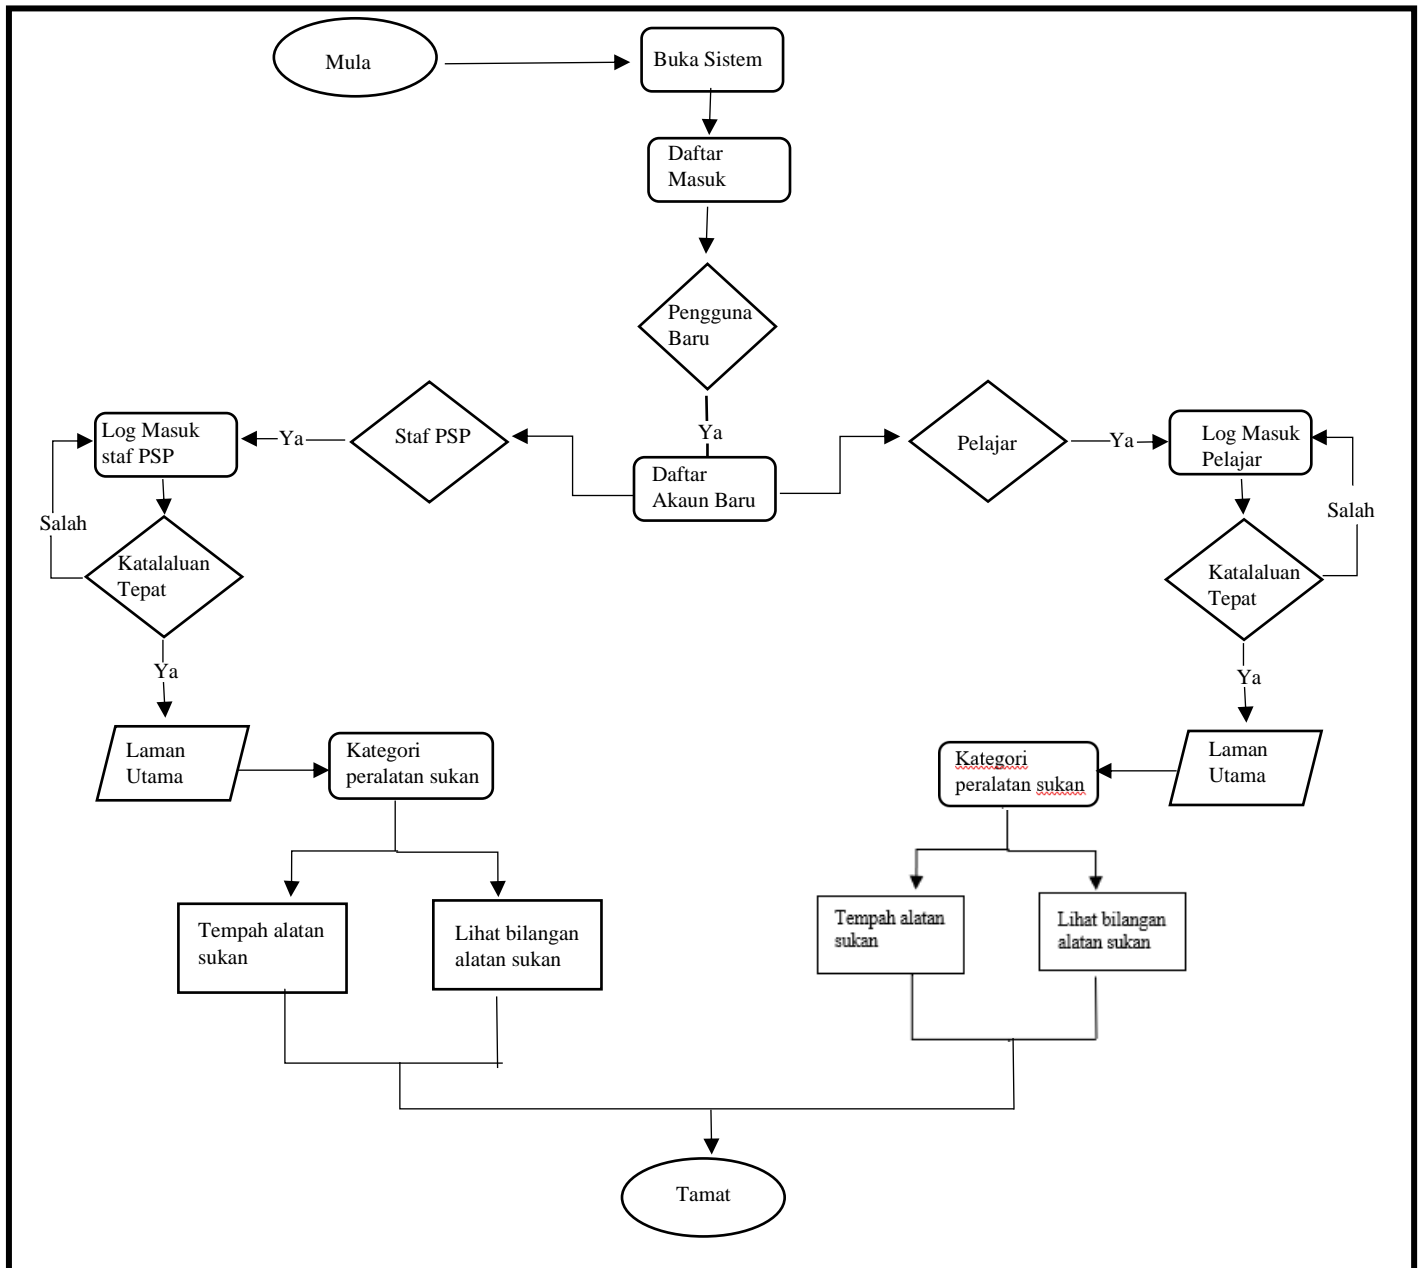 Mula
Buka Sistem
Daftar
Masuk
Pengguna
Baru
Ya
Daftar
Akaun Baru
Staf PSP
Ya
Log Masuk
staf PSP
Salah
Katalaluan
Tepat
Ya
Laman
Utama
Kategori
peralatan sukan
Tempah alatan
sukan
Lihat bilangan
alatan sukan
Pelajar
Ya
Log Masuk
Pelajar
Salah
Katalaluan
Tepat
Ya
Laman
Utama
Kategori
peralatan sukan
Tempah alatan
sukan
Lihat bilangan
alatan sukan
Tamat